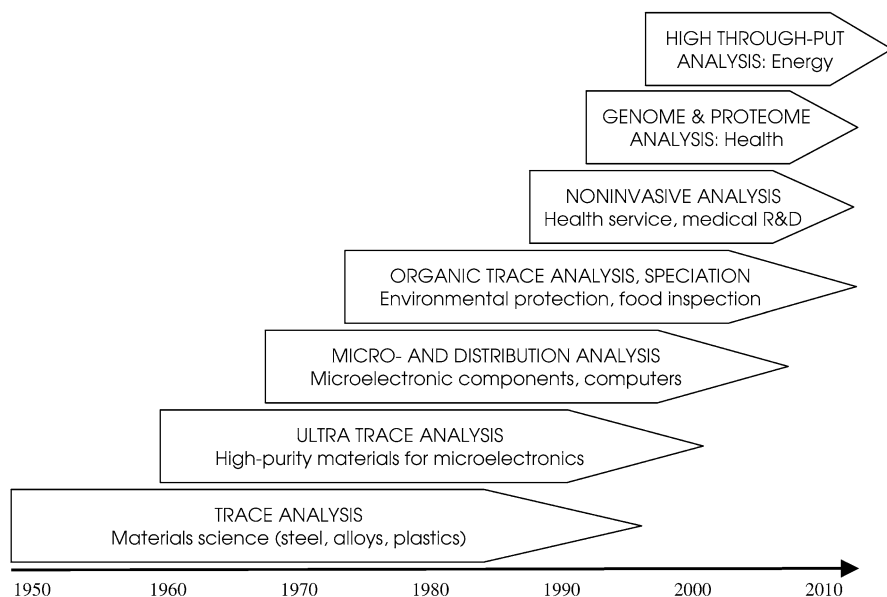 HIGH THROUGH-PUT
ANALYSIS: Energy
GENOME & PROTEOME
ANALYSIS: Health
NONINVASIVE ANALYSIS
Health service, medical R&D
ORGANIC TRACE ANALYSIS, SPECIATION
Environmental protection, food inspection
MICRO- AND DISTRIBUTION ANALYSIS
Microelectronic components, computers
ULTRA TRACE ANALYSIS
High-purity materials for microelectronics
TRACE ANALYSIS
Materials science (steel, alloys, plastics)
1950 1960 1970 1980 1990 2000 2010